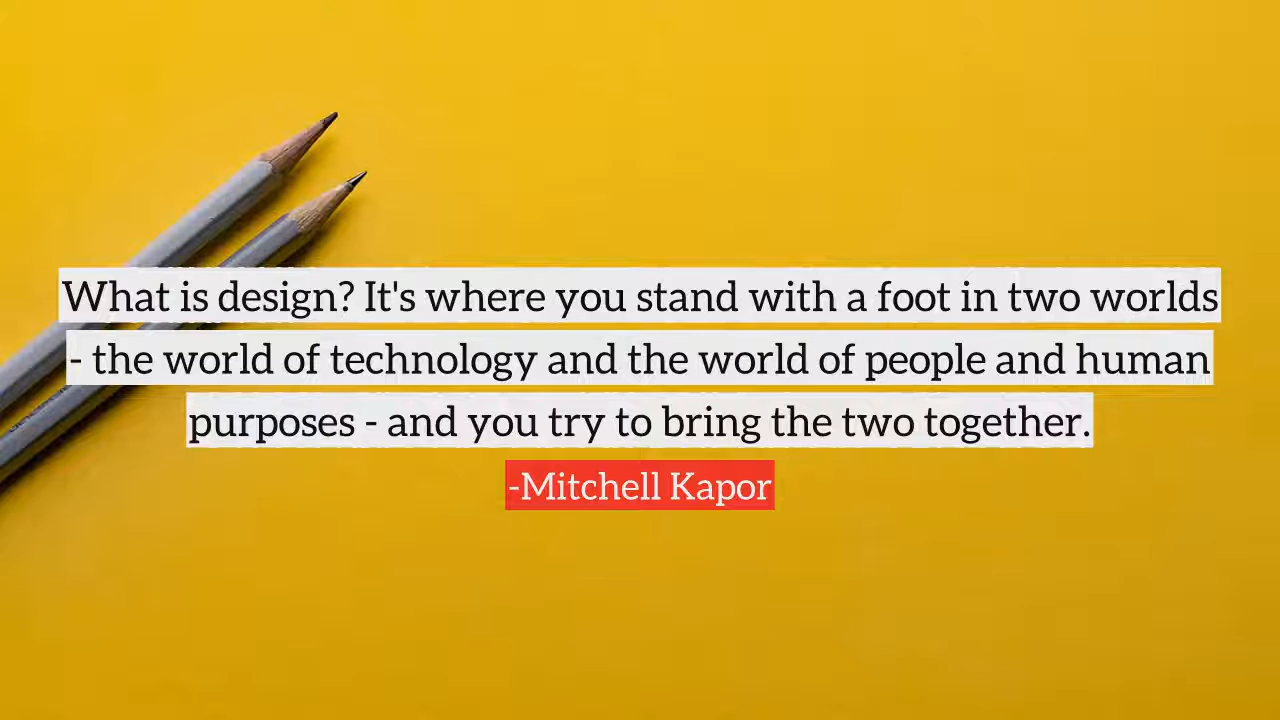 What is design? It's where you stand with a foot in two worlds
- the world of technology and the world of people and human
purposes - and you try to bring the two together.
-Mitchell Kapor